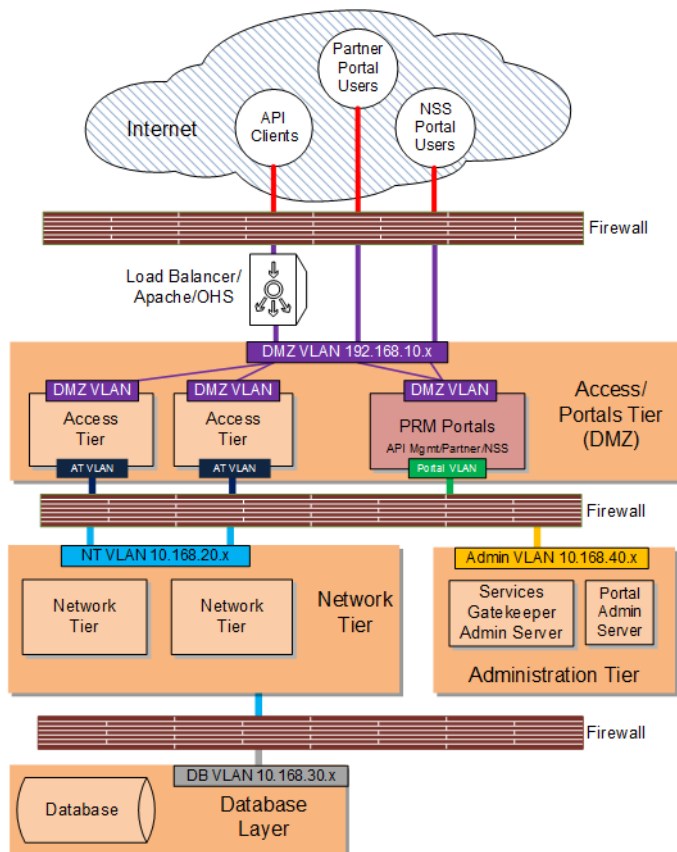 Partner
Portal
Users
API
Clients
NSS
Portal
Users
Internet
Firewall
Load Balancer/
Apache/OHS
DMZ VLAN 192.168.10.x
DMZ VLAN
DMZ VLAN
DMZ VLAN
Access
Tier
Access
Tier
PRM Portals
API Mgmt/Partner/NSS
Access/
Portals Tier
(DMZ)
AT VLAN
AT VLAN
Portal VLAN
Firewall
NT VLAN 10.168.20.x
Admin VLAN 10.168.40.x
Network
Tier
Network
Tier
Network
Tier
Services
Gatekeeper
Admin Server
Portal
Admin
Server
Administration Tier
Firewall
DB VLAN 10.168.30.x
Database
Database
Layer